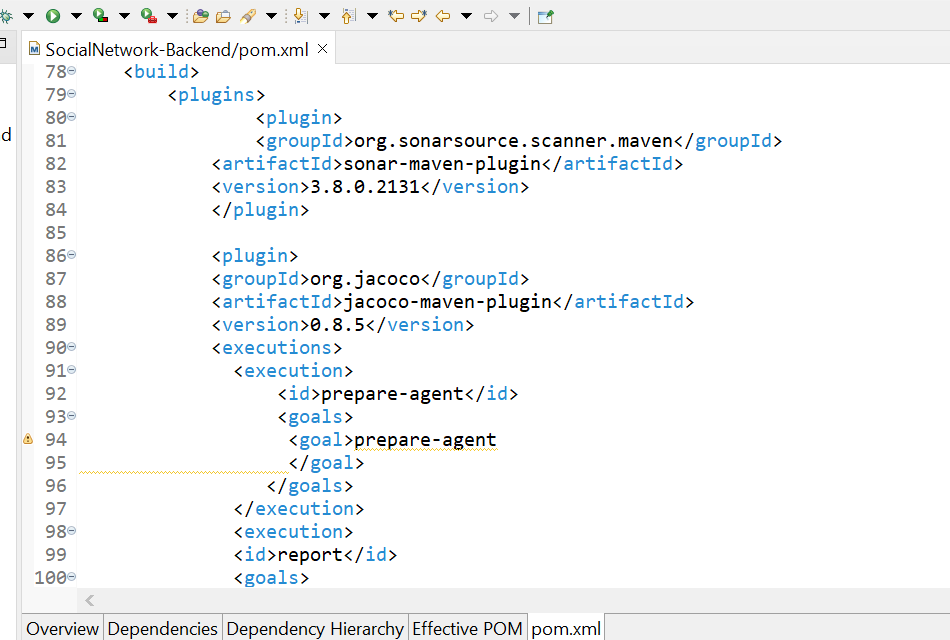 SocialNetwork-Backend/pom.xml
d
78 <build>
79 <plugins>
80 <plugin>
81 <groupId>org.sonarsource.scanner.maven</groupId>
82 <artifactId>sonar-maven-plugin</artifactId>
83 <version>3.8.0.2131</version>
84 </plugin>
85
86 <plugin>
87 <groupId>org.jacoco</groupId>
88 <artifactId>jacoco-maven-plugin</artifactId>
89 <version>0.8.5</version>
90 <executions>
91 <execution>
92 <id>prepare-agent</id>
93 <goals>
94 <goal>prepare-agent
95 </goal>
96 </goals>
97 </execution>
98 <execution>
99 <id>report</id>
100 <goals>
Overview Dependencies Dependency Hierarchy Effective POM pom.xml